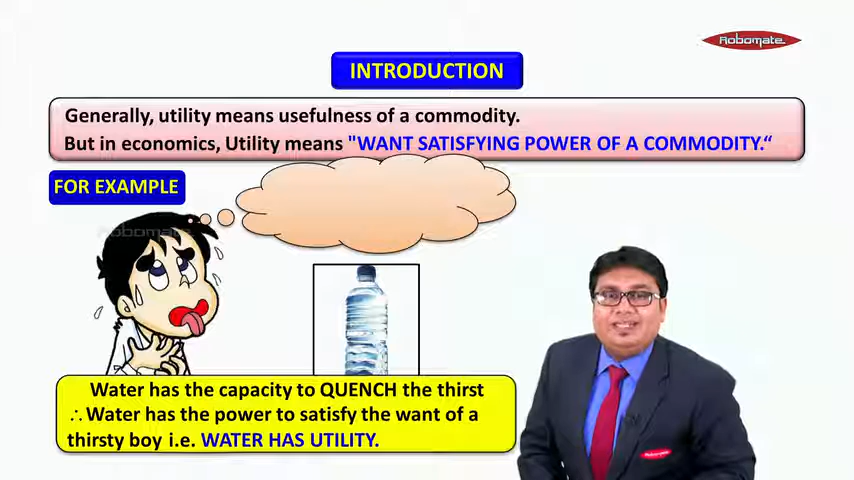 Robomate
INTRODUCTION
Generally, utility means usefulness of a commodity.
But in economics, Utility means "WANT SATISFYING POWER OF A COMMODITY.“
FOR EXAMPLE
Robomate
Water has the capacity to QUENCH the thirst
∴Water has the power to satisfy the want of a
thirsty boy i.e. WATER HAS UTILITY.
Robomate